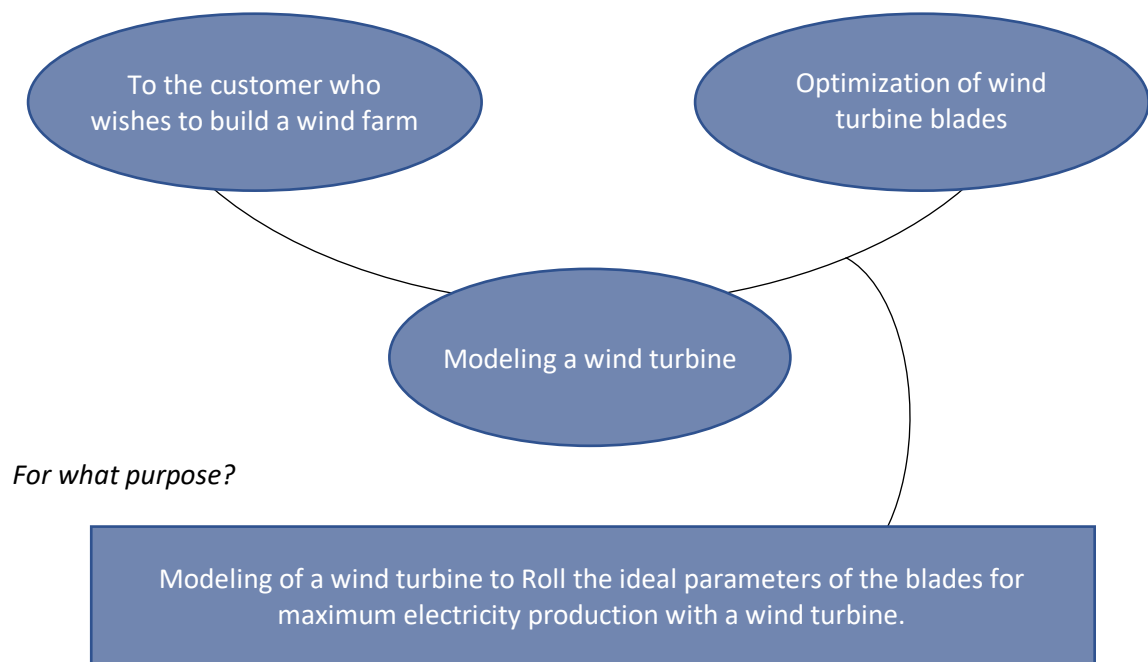 To the customer who
wishes to build a wind farm
Optimization of wind
turbine blades
Modeling a wind turbine
For what purpose?
Modeling of a wind turbine to Roll the ideal parameters of the blades for
maximum electricity production with a wind turbine.